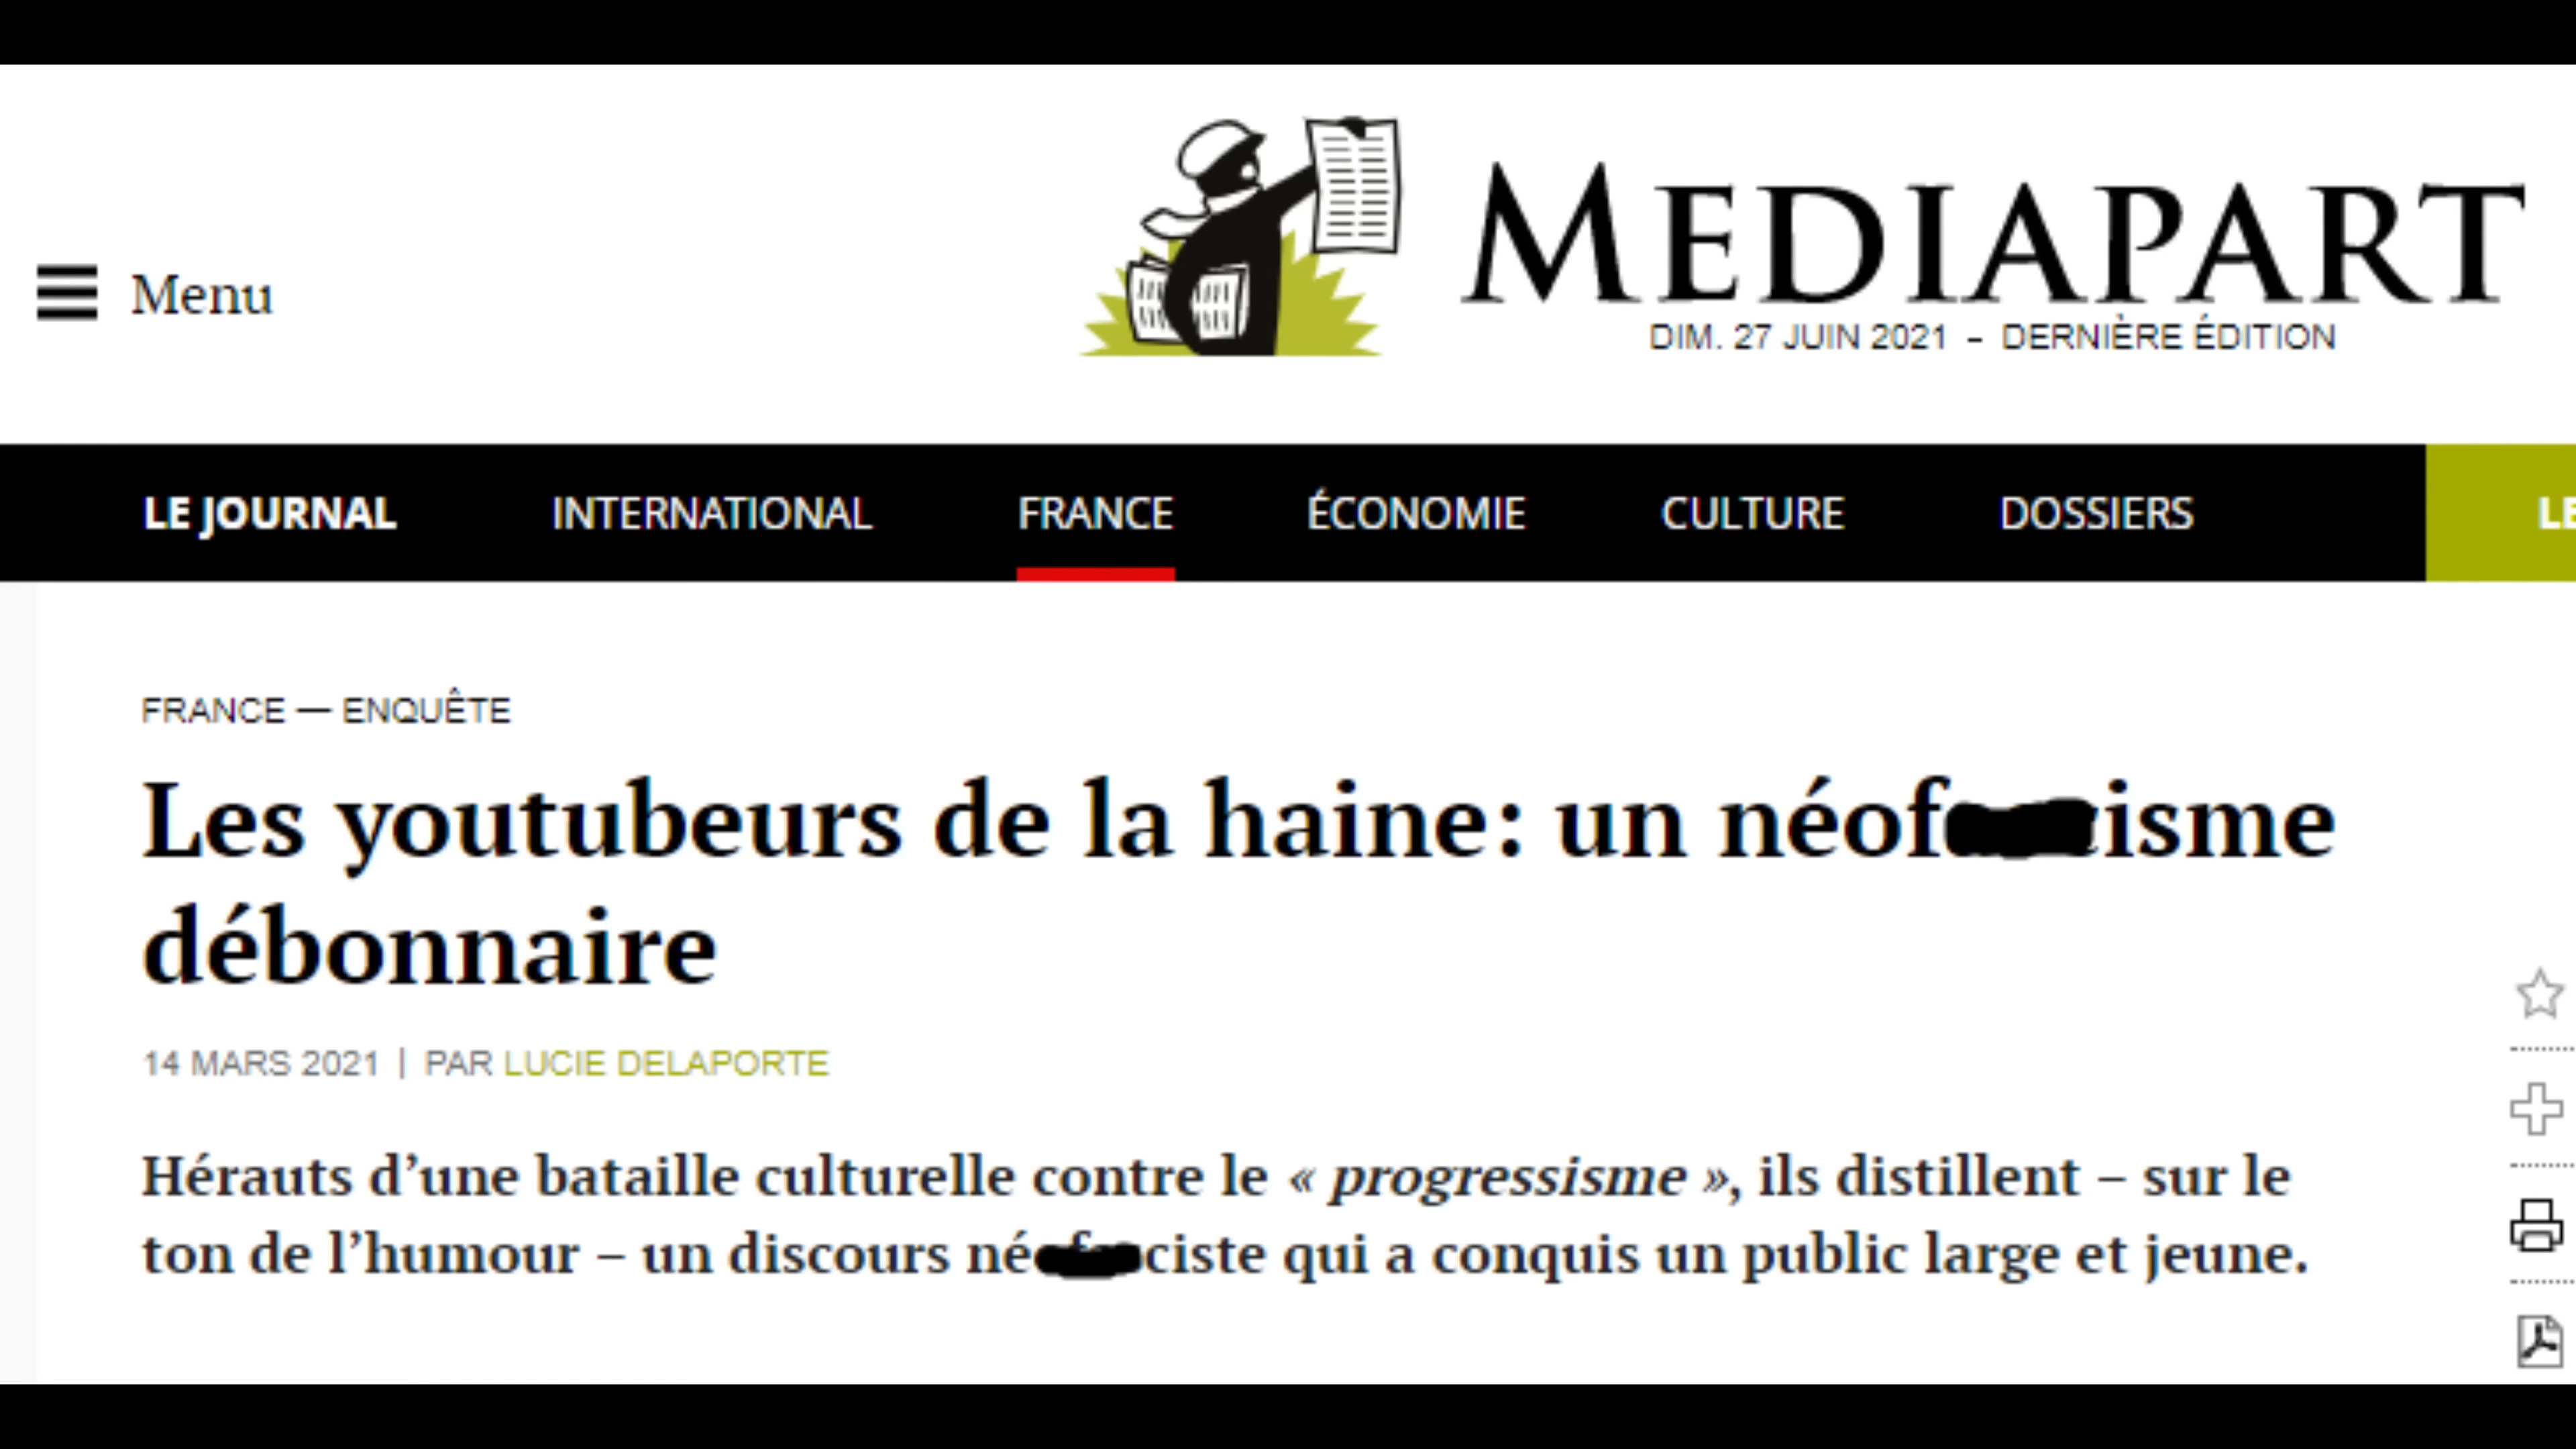 Menu
MEDIAPART
DIM. 27 JUIN 2021 - DERNIÈRE ÉDITION
LE JOURNAL INTERNATIONAL FRANCE ÉCONOMIE CULTURE DOSSIERS LE
FRANCE — ENQUÊTE
Les youtubeurs de la haine: un
débonnaire
14 MARS 2021 | PAR LUCIE DELAPORTE
Hérauts d’une bataille culturelle contre le « progressisme », ils distillent – sur le
ton de l’humour – un discours qui a conquis un public large et jeune.